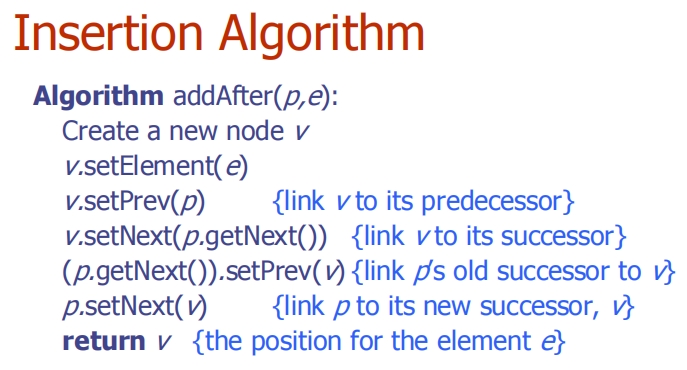 Insertion Algorithm
Algorithm addAfter(p,e):
Create a new node v
v.setElement(e)
v.setPrev(p) {link v to its predecessor}
v.setNext(p.getNext()) {link v to its successor}
(p.getNext()).setPrev(v) {link p's old successor to v}
p.setNext(v) {link p to its new successor, v}
return v {the position for the element e}